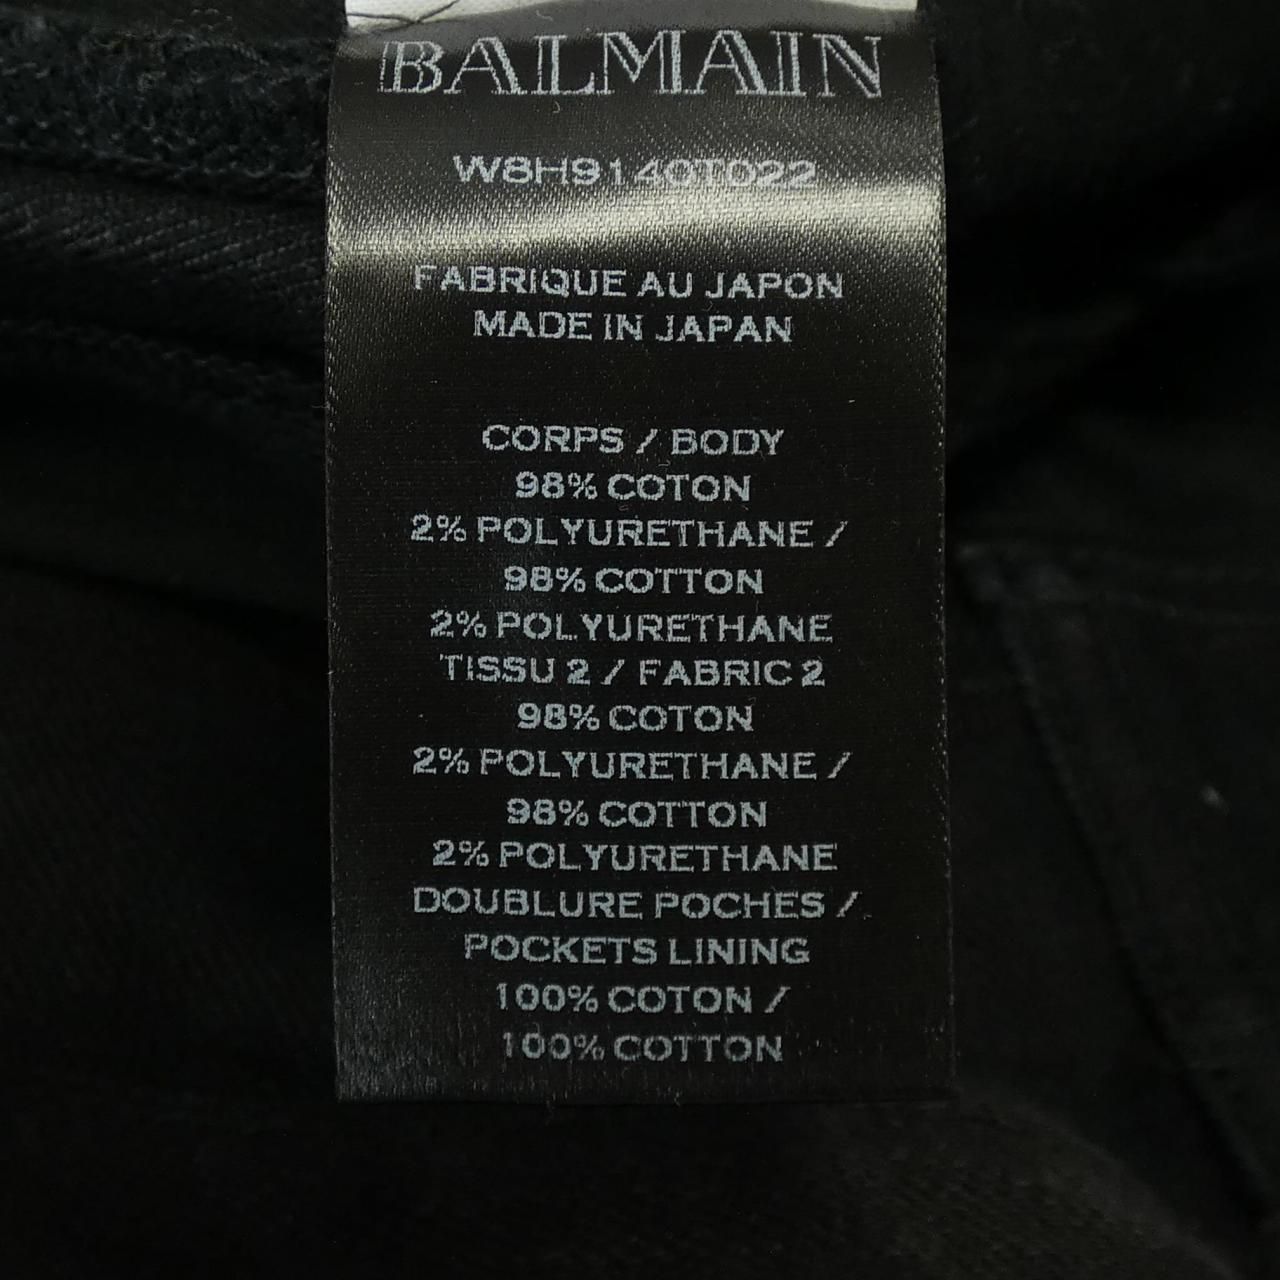 BALMAIN
W8H9140T022
FABRIQUE AU JAPON
MADE IN JAPAN
CORPS / BODY
98% COTON
2% POLYURETHANE /
98% COTTON
2% POLYURETHANE
TISSU 2 / FABRIC 2
98% COTON
2% POLYURETHANE /
98% COTTON
2% POLYURETHANE
DOUBLURE POCHES /
POCKETS LINING
100% COTON /
100% COTTON